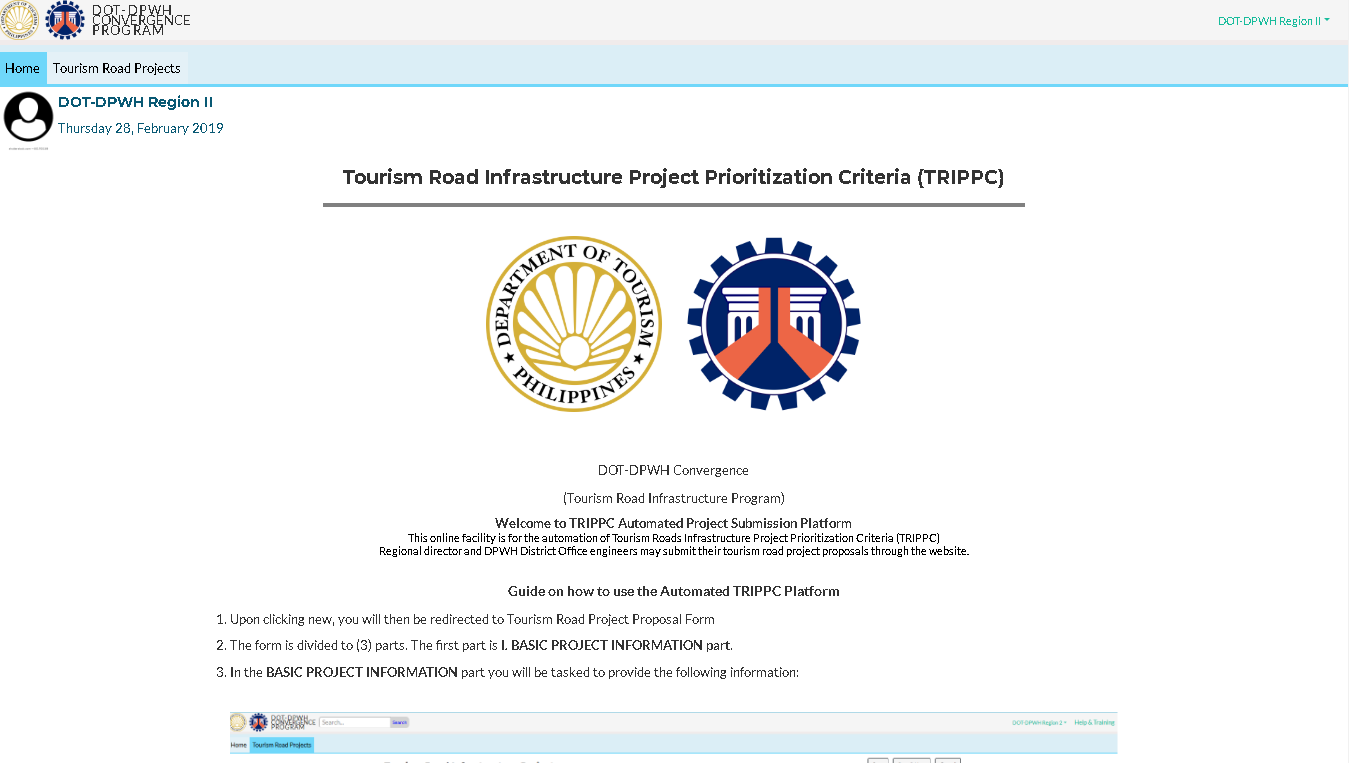 DOT-DPWH
CONVERGENCE
PROGRAM
DOT-DPWH Region II
Home
Tourism Road Projects
DOT-DPWH Region II
Thursday 28, February 2019
Tourism Road Infrastructure Project Prioritization Criteria (TRIPPC)
DEPARTMENT OF TOURISM
PHILIPPINES
DOT-DPWH Convergence
(Tourism Road Infrastructure Program)
Welcome to TRIPPC Automated Project Submission Platform
This online facility is for the automation of Tourism Roads Infrastructure Project Prioritization Criteria (TRIPPC)
Regional director and DPWH District Office engineers may submit their tourism road project proposals through the website.
Guide on how to use the Automated TRIPPC Platform
1. Upon clicking new, you will then be redirected to Tourism Road Project Proposal Form
2. The form is divided to (3) parts. The first part is I. BASIC PROJECT INFORMATION part.
3. In the BASIC PROJECT INFORMATION part you will be tasked to provide the following information:
DOT-DPWH
CONVERGENCE
PROGRAM
Search...
Search
DOT-DPWH Region 2
Help & Training
Home
Tourism Road Projects